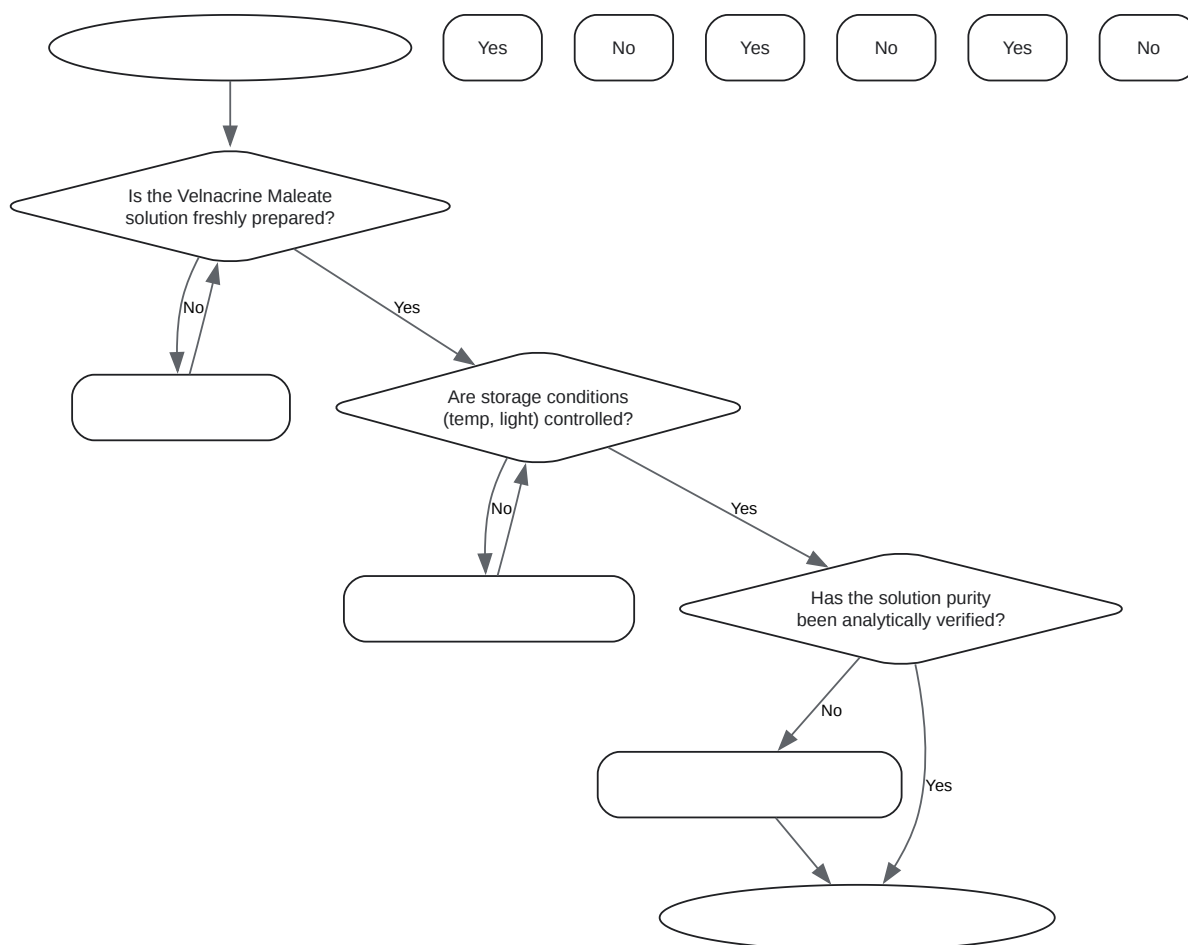 Yes
No
Yes
No
Yes
No
Is the Velnacrine Maleate
solution freshly prepared?
No
Yes
Are storage conditions
(temp, light) controlled?
No
Yes
Has the solution purity
been analytically verified?
No
Yes